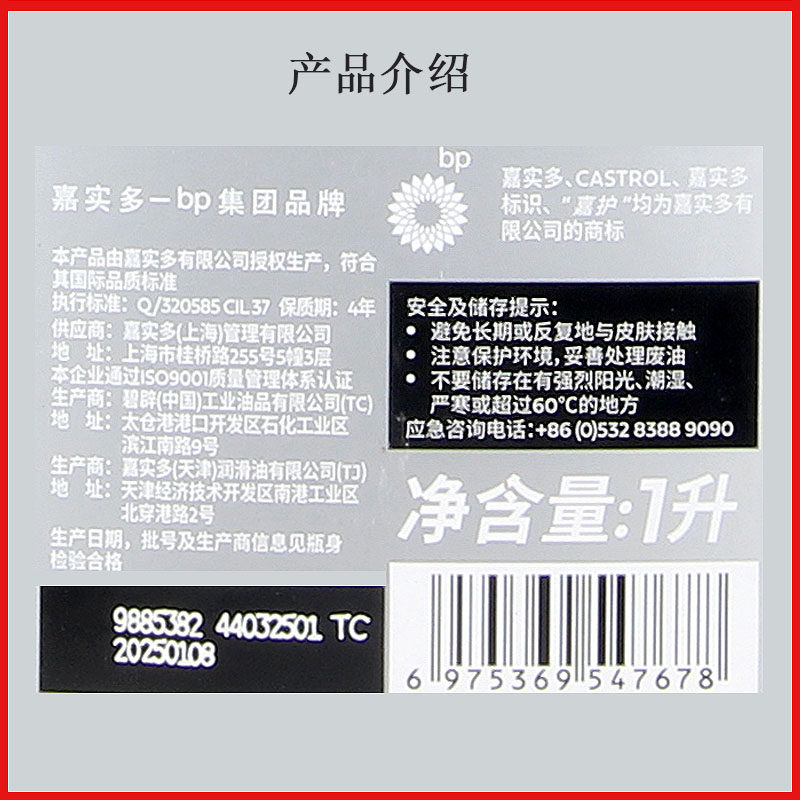 产品介绍
嘉实多—bp集团品牌
本产品由嘉实多有限公司授权生产，符合
其国际品质标准
执行标准：Q/320585 CIL 37 保质期：4年
供应商：嘉实多(上海)管理有限公司
地 址：上海市桂桥路255号5幢3层
本企业通过ISO9001质量管理体系认证
生产商：碧辟(中国)工业油品有限公司(TC)
地 址：太仓港港口开发区石化工业区
滨江南路9号
生产商：嘉实多(天津)润滑油有限公司(TJ)
地 址：天津经济技术开发区南港工业区
北穿港路2号
生产日期，批号及生产商信息见瓶身
检验合格
9885382 44032501 TC
20250108
bp
嘉实多、CASTROL、嘉实多
标识、“嘉护”均为嘉实多有
限公司的商标
安全及储存提示：
• 避免长期或反复地与皮肤接触
• 注意保护环境,妥善处理废油
• 不要储存在有强烈阳光、潮湿、
严寒或超过60℃的地方
应急咨询电话:+86 (0)532 8388 9090
净含量:1升
6 975369 547678